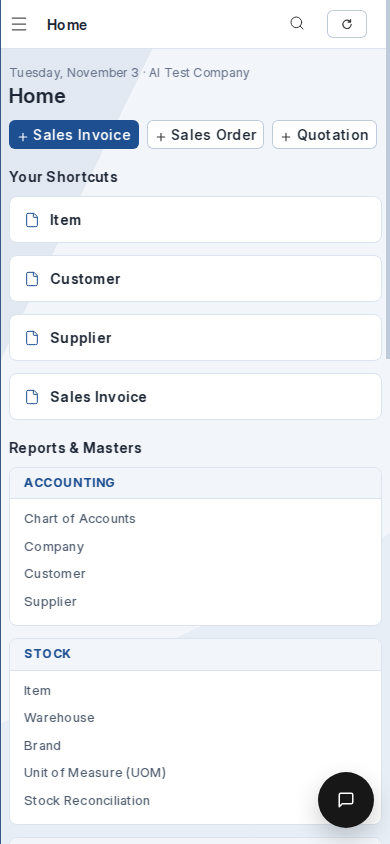 Home
Tuesday, November 3 · AI Test Company
Home
+ Sales Invoice
+ Sales Order
+ Quotation
Your Shortcuts
Item
Customer
Supplier
Sales Invoice
Reports & Masters
ACCOUNTING
Chart of Accounts
Company
Customer
Supplier
STOCK
Item
Warehouse
Brand
Unit of Measure (UOM)
Stock Reconciliation